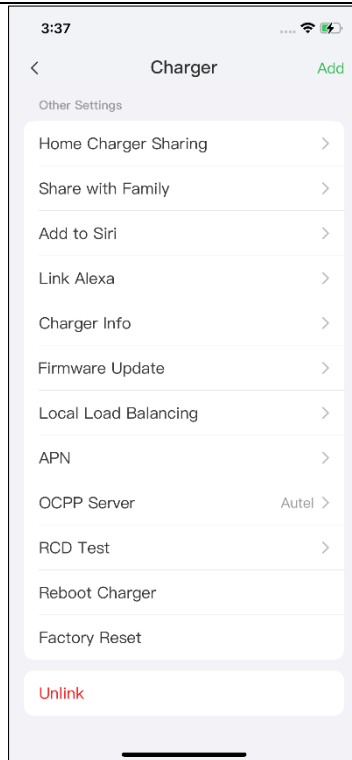 3:37
Charger
Add
Other Settings
Home Charger Sharing
Share with Family
Add to Siri
Link Alexa
Charger Info
Firmware Update
Local Load Balancing
APN
OCPP Server Autel
RCD Test
Reboot Charger
Factory Reset
Unlink